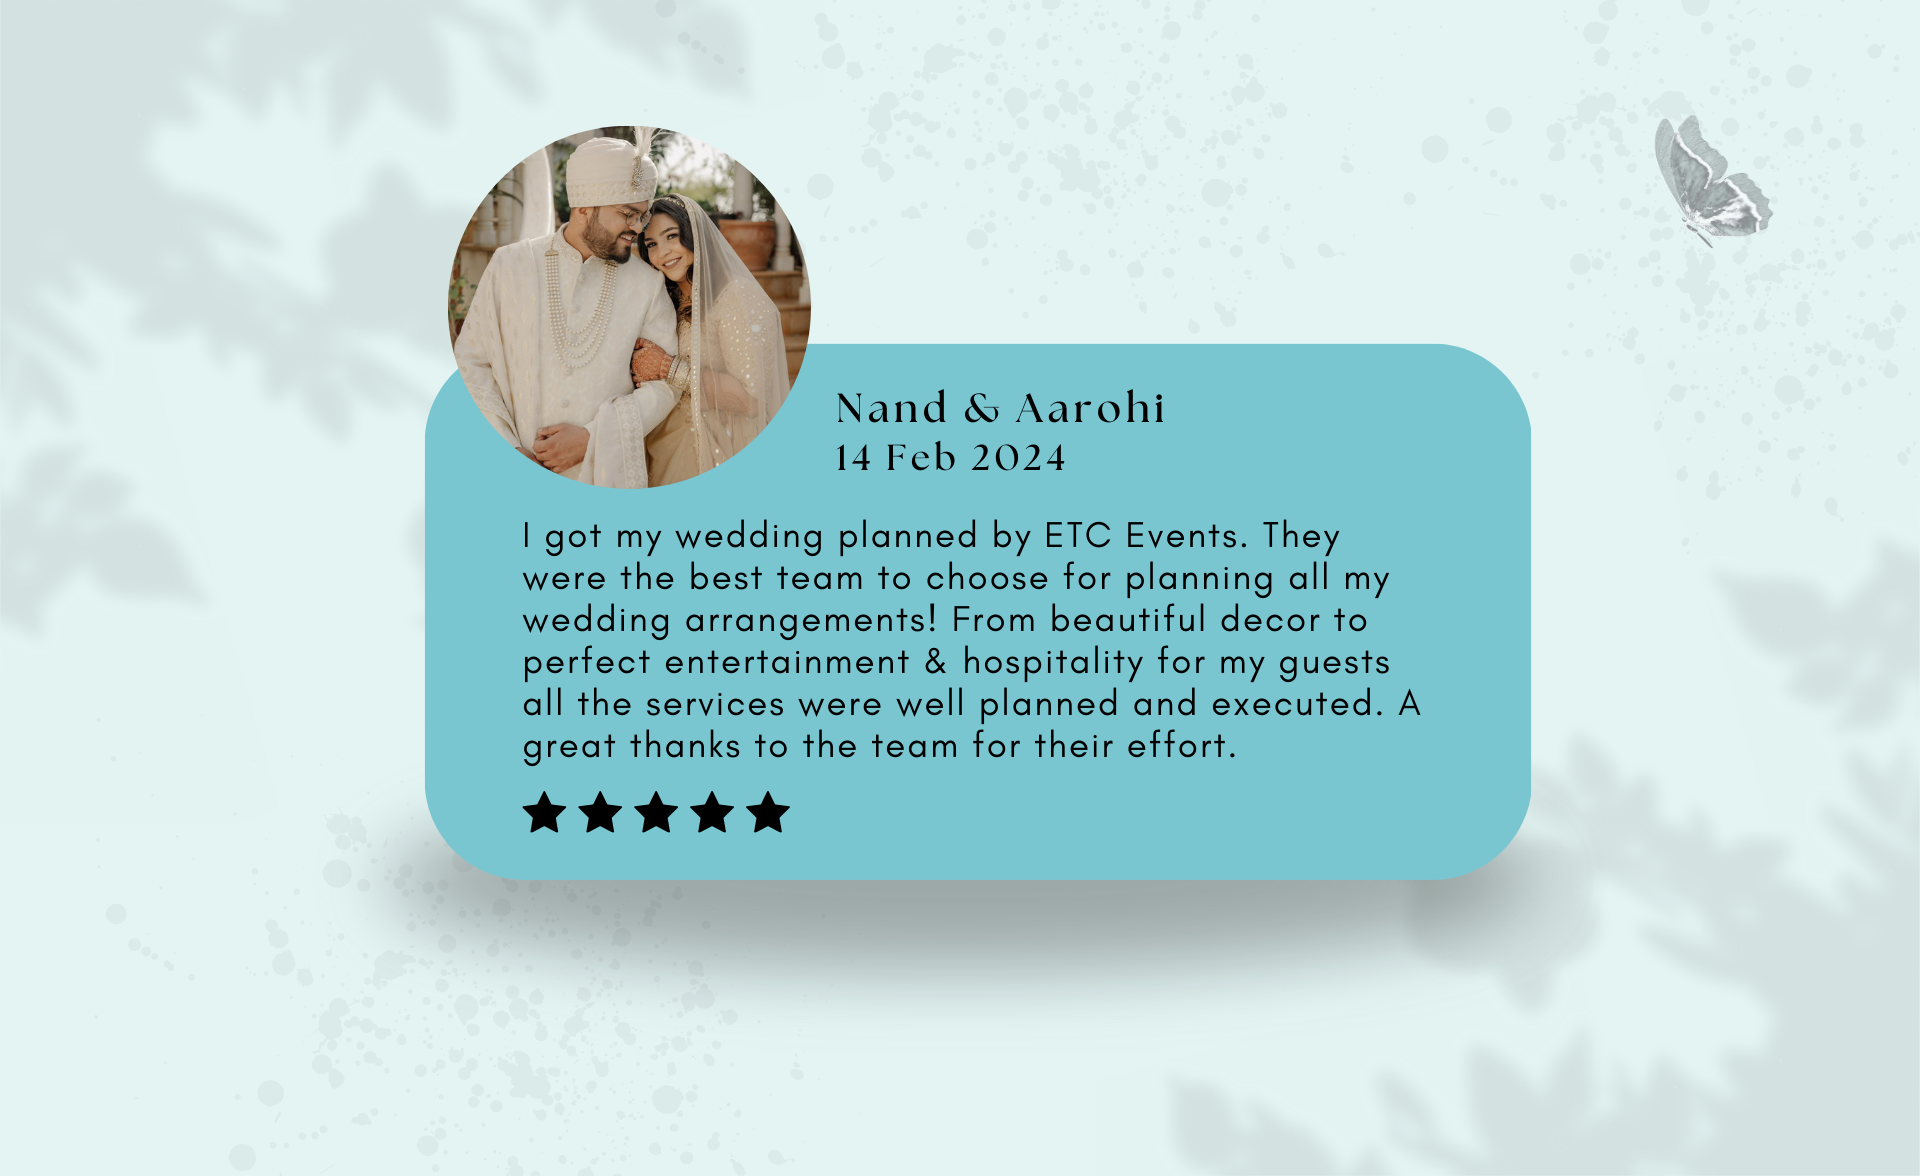 Nand & Aarohi
14 Feb 2024
I got my wedding planned by ETC Events. They
were the best team to choose for planning all my
wedding arrangements! From beautiful decor to
perfect entertainment & hospitality for my guests
all the services were well planned and executed. A
great thanks to the team for their effort.